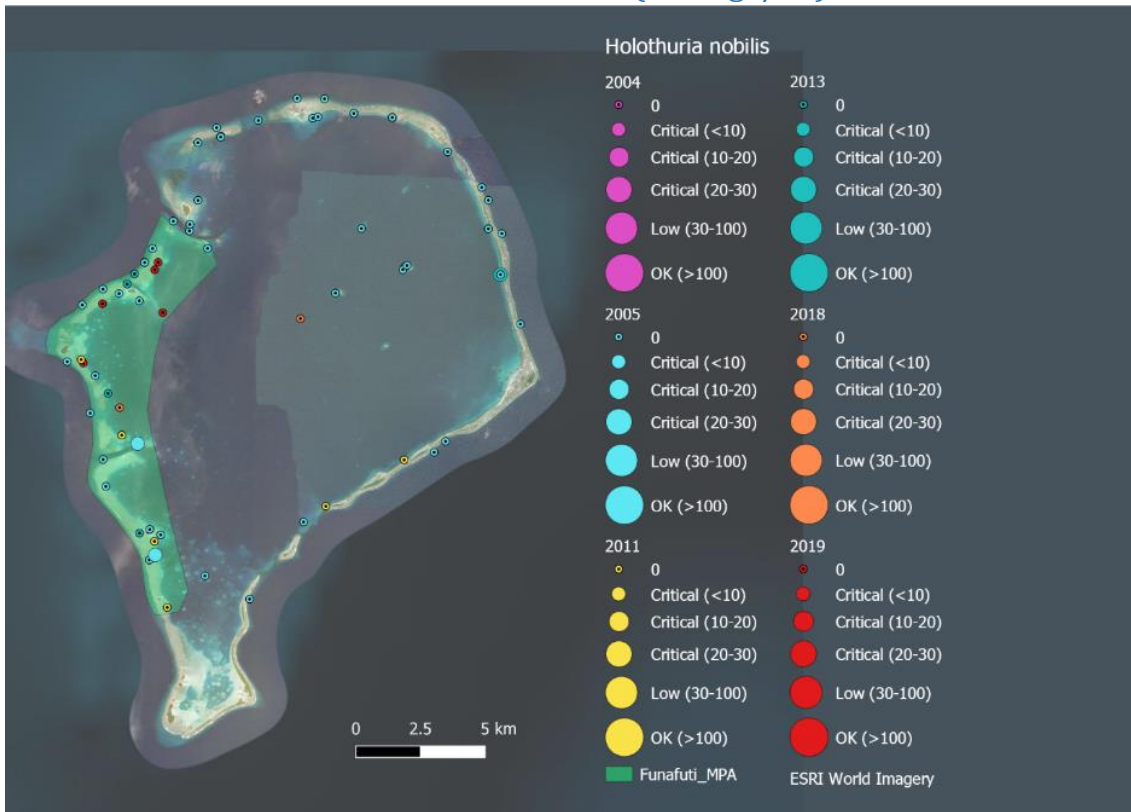 Holothuria nobilis
2004
0
Critical (<10)
Critical (10-20)
Critical (20-30)
Low (30-100)
OK (>100)
2005
0
Critical (<10)
Critical (10-20)
Critical (20-30)
Low (30-100)
OK (>100)
2011
0
Critical (<10)
Critical (10-20)
Critical (20-30)
Low (30-100)
OK (>100)
Funafuti_MPA
2013
0
Critical (<10)
Critical (10-20)
Critical (20-30)
Low (30-100)
OK (>100)
2018
0
Critical (<10)
Critical (10-20)
Critical (20-30)
Low (30-100)
OK (>100)
2019
0
Critical (<10)
Critical (10-20)
Critical (20-30)
Low (30-100)
OK (>100)
ESRI World Imagery
0 2.5 5 km